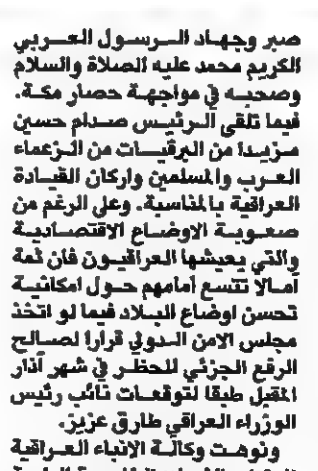 صبر وجهاد الرسول العربي
الكريم محمد عليه الصلاة والسلام
وصحبه في مواجهة حصار مكة.
فيما تلقى الرئيس صدام حسين
مزيدا من البرقيات من الزعماء
العرب والمسلمين واركان القيادة
العراقية بالمناسبة. وعلى الرغم من
صعوبة الاوضاع الاقتصادية
والتي يعيشها العراقيون فأن ثمة
آمالا تتسع أمامهم حول امكانية
تحسن اوضاع البلاد فيما لو اتخذ
مجلس الامن الدولي قرارا لصالح
الرفع الجزئي للحظر في شهر آذار
المقبل طبقا لتوقعات نائب رئيس
الوزراء العراقي طارق عزيز.
ونوهت وكالة الانباء العراقية